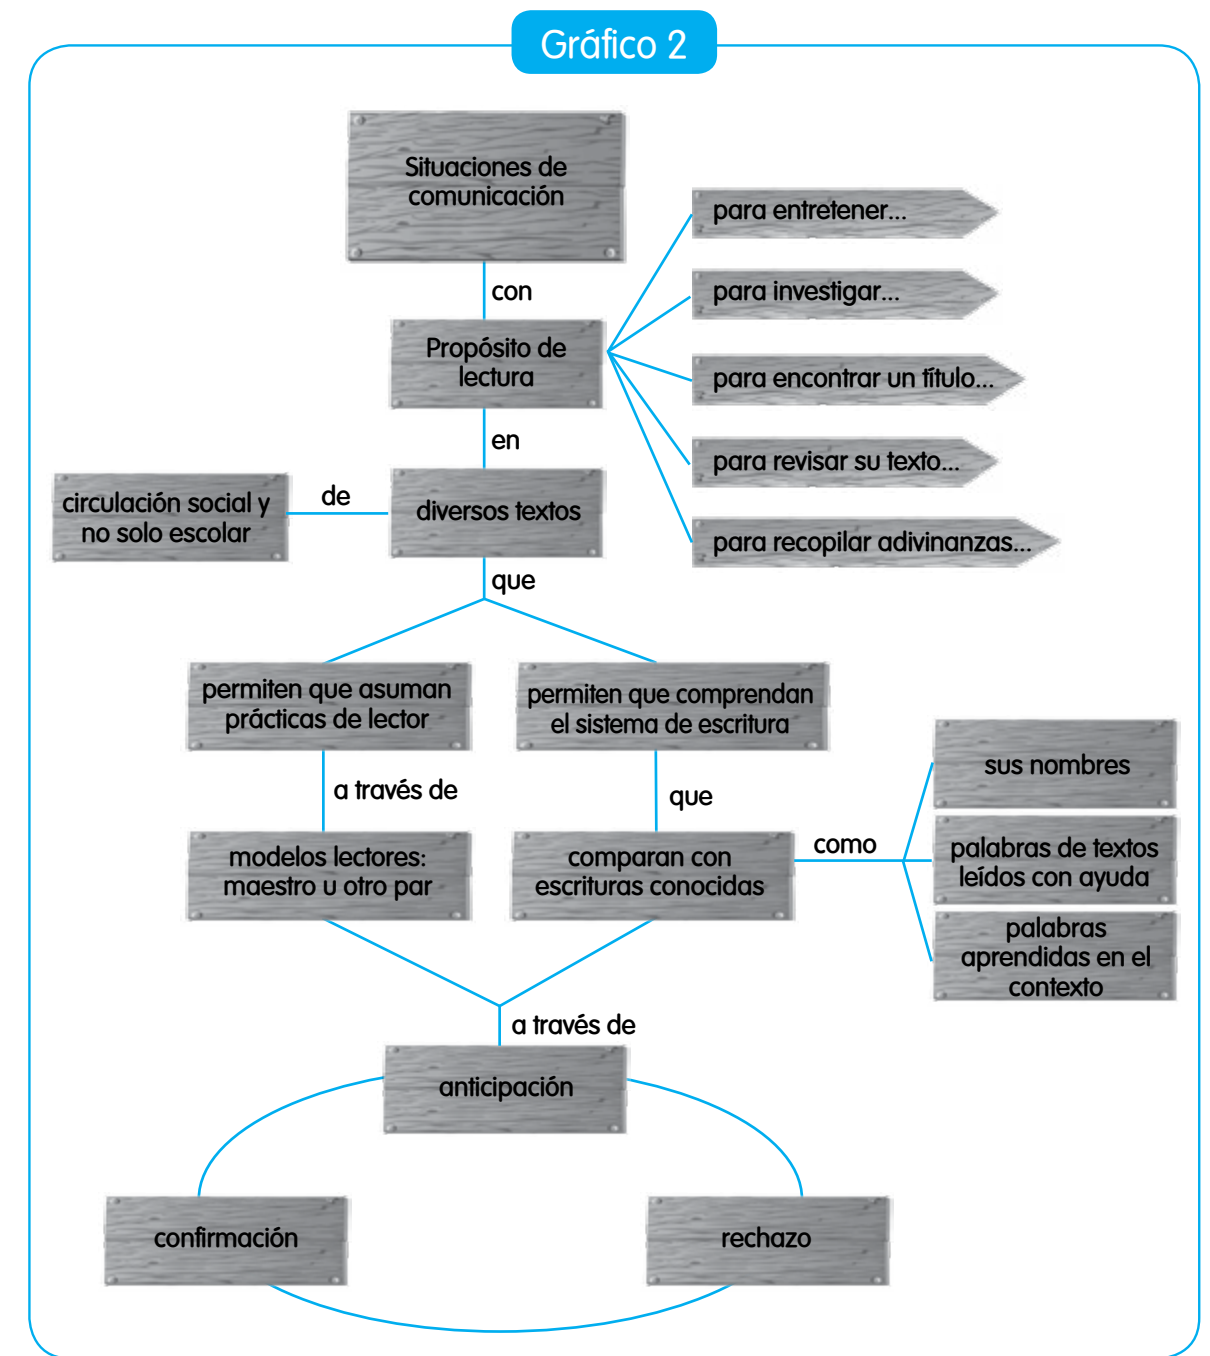 Gráfico 2
Situaciones de
comunicación
con
Propósito de
lectura
para entretener...
para investigar...
para encontrar un título...
para revisar su texto...
para recopilar adivinanzas...
en
circulación social y
no solo escolar
de
diversos textos
que
permiten que asuman
prácticas de lector
permiten que comprendan
el sistema de escritura
a través de
que
modelos lectores:
maestro u otro par
comparan con
escrituras conocidas
como
sus nombres
palabras de textos
leídos con ayuda
palabras
aprendidas en el
contexto
a través de
anticipación
confirmación
rechazo